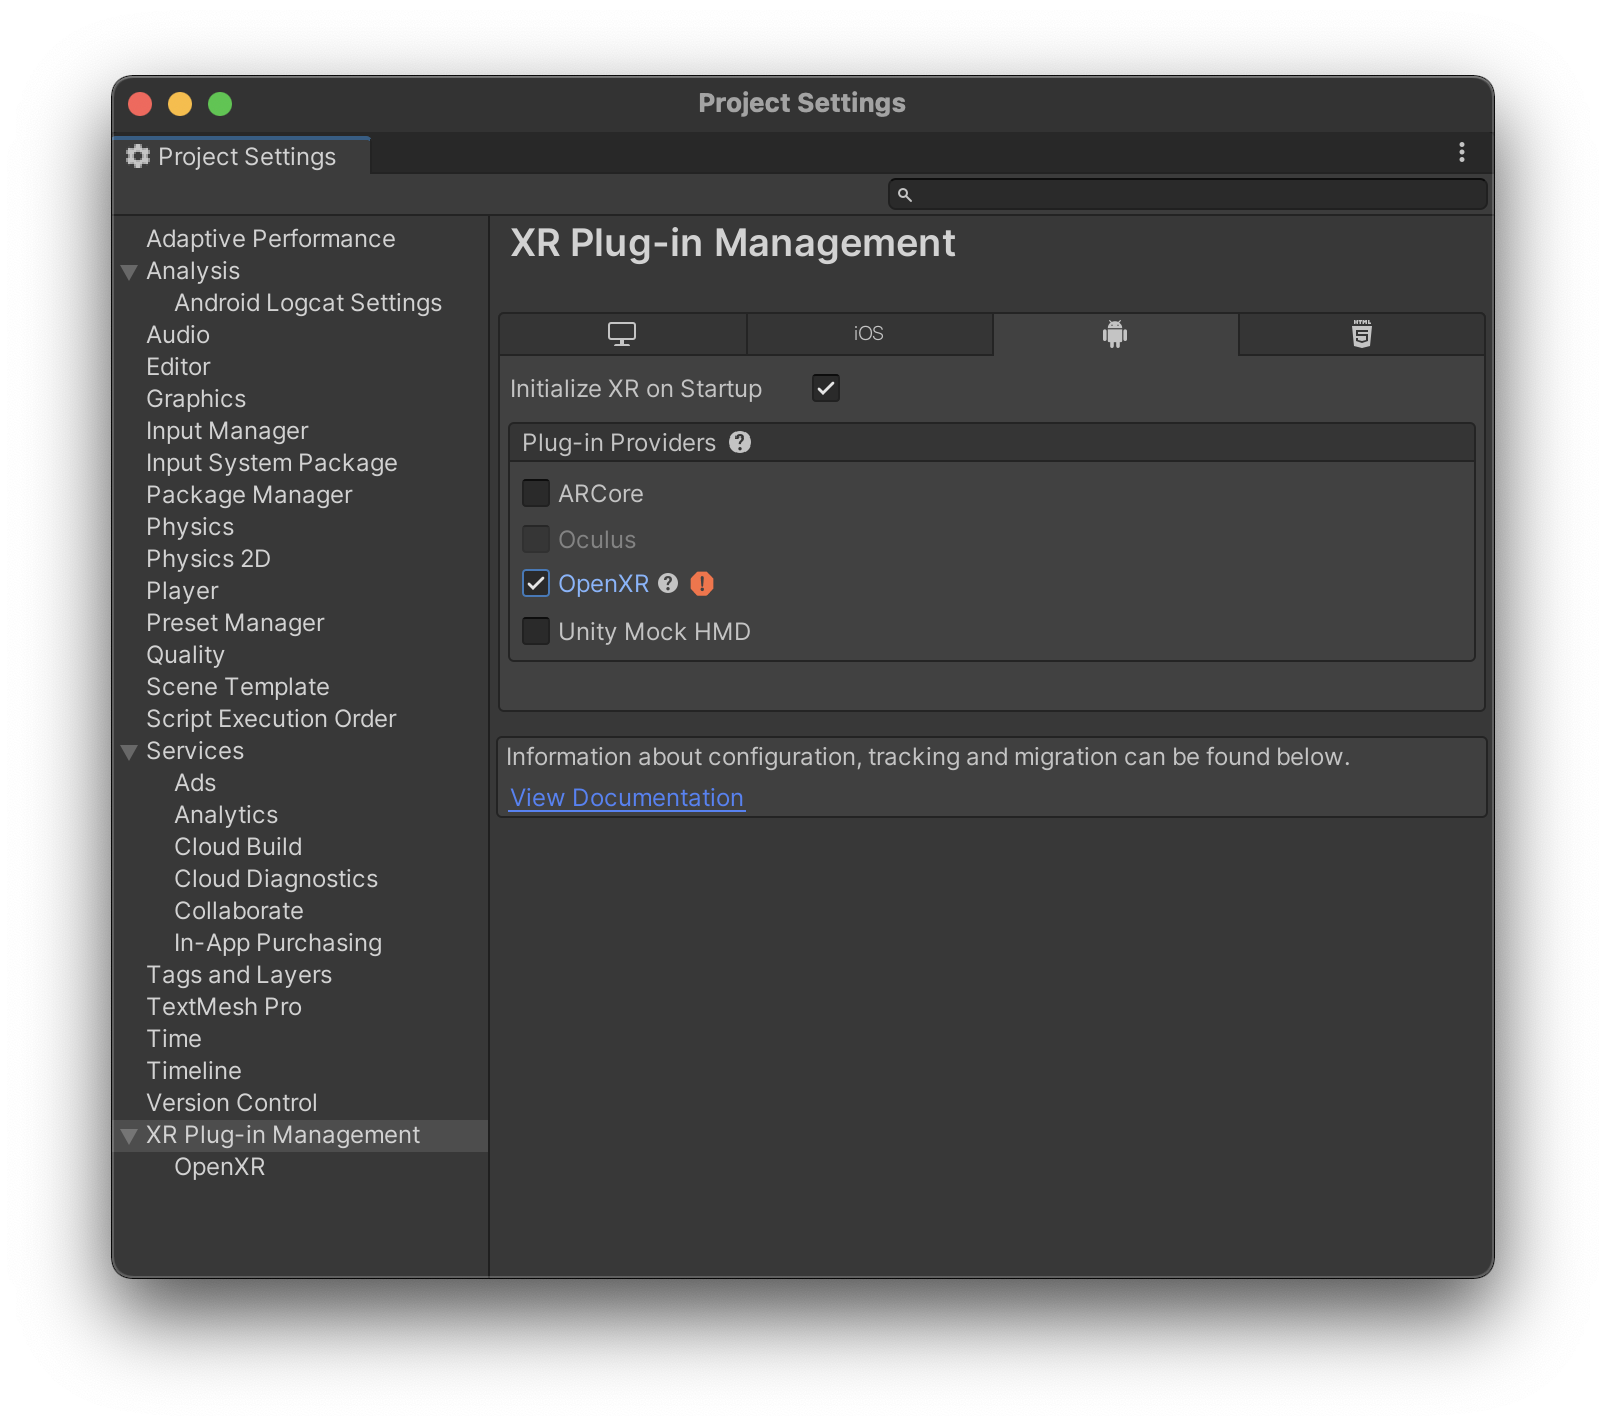 Project Settings
Project Settings
Adaptive Performance
Analysis
Android Logcat Settings
Audio
Editor
Graphics
Input Manager
Input System Package
Package Manager
Physics
Physics 2D
Player
Preset Manager
Quality
Scene Template
Script Execution Order
Services
Ads
Analytics
Cloud Build
Cloud Diagnostics
Collaborate
In-App Purchasing
Tags and Layers
TextMesh Pro
Time
Timeline
Version Control
XR Plug-in Management
OpenXR
XR Plug-in Management
iOS
HTML
5
Initialize XR on Startup
Plug-in Providers ?
ARCore
Oculus
OpenXR ? !
Unity Mock HMD
Information about configuration, tracking and migration can be found below.
View Documentation